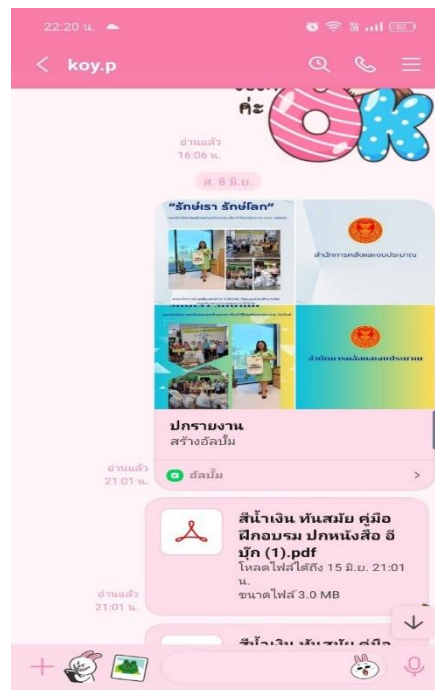 22:20 น.
62
koy.p
ค่ะ
OK
อ่านแล้ว
16:06 น.
ส. 8 มิ.ย.
“รักษ์เรา รักษ์โลก”
สำนักการคลังและงบประมาณ
สำนักการคลังและงบประมาณ
ปกรายงาน
สร้างอัลบั้ม
อ่านแล้ว
21:01 น.
อัลบั้ม
สีน้ำเงิน ทันสมัย คู่มือ
ฝึกอบรม ปกหนังสือ อี
บุ๊ก (1).pdf
โหลดไฟล์ได้ถึง 15 มิ.ย. 21:01
น.
ขนาดไฟล์ 3.0 MB
อ่านแล้ว
21:01 น.
สีน้ำเงิน ทันสมัย คู่มือ